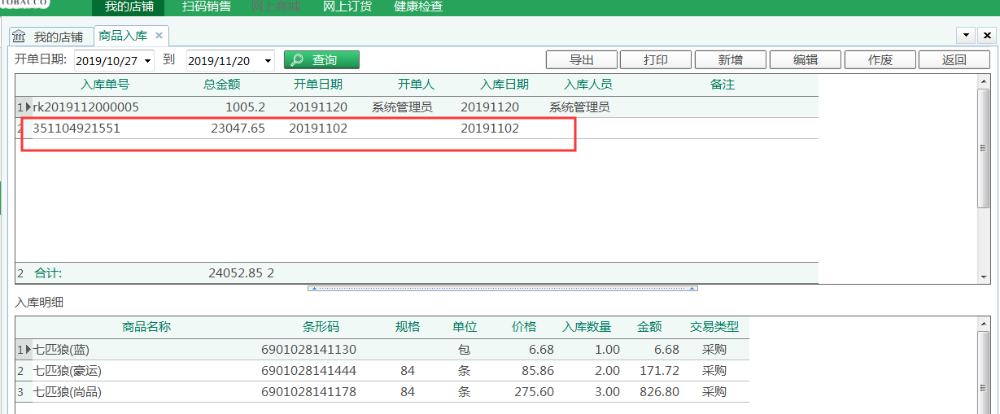 TOBACCO
我的店铺 扫码销售 网上商城 网上订货 健康检查
我的店铺 商品入库
开单日期: 2019/10/27 到 2019/11/20 查询 导出 打印 新增 编辑 作废 返回
入库单号 总金额 开单日期 开单人 入库日期 入库人员 备注
1 rk2019112000005 1005.2 20191120 系统管理员 20191120 系统管理员
2 351104921551 23047.65 20191102 20191102
2 合计: 24052.85 2
入库明细
商品名称 条形码 规格 单位 价格 入库数量 金额 交易类型
1 七匹狼(蓝) 6901028141130 包 6.68 1.00 6.68 采购
2 七匹狼(豪运) 6901028141444 84 条 85.86 2.00 171.72 采购
3 七匹狼(尚品) 6901028141178 84 条 275.60 3.00 826.80 采购